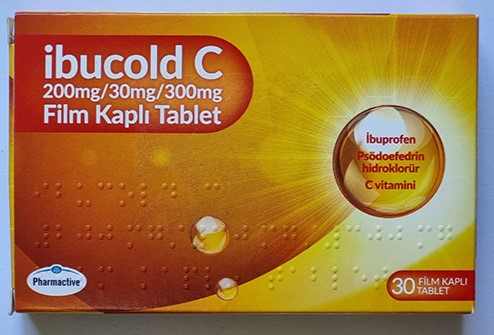 ibucold C
200mg/30mg/300mg
Film Kaplı Tablet
İbuprofen
Psödoefedrin
hidroklorür
C vitamini
Pharmactive
30 FİLM KAPLI
TABLET